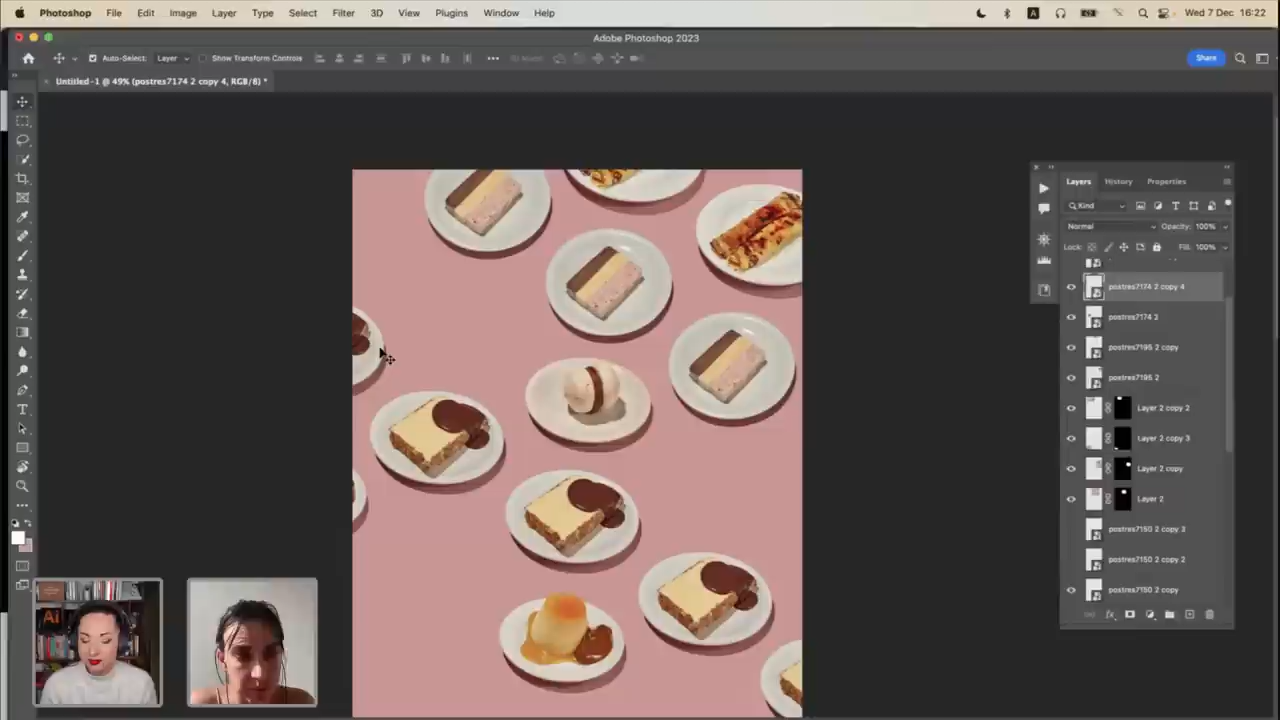 Photoshop File Edit Image Layer Type Select Filter 3D View Plugins Window Help A Wed 7 Dec 16:22
Adobe Photoshop 2023
Auto-Select: Layer Show Transform Controls Share
Untitled-1 @ 49% (postres7174 2 copy 4, RGB/8) *
Layers History Properties
Kind
Normal Opacity: 100%
Lock: Fill: 100%
postres7174 2 copy 4
postres7174 2
postres7195 2 copy
postres7195 2
Layer 2 copy 2
Layer 2 copy 3
Layer 2 copy
Layer 2
postres7150 2 copy 3
postres7150 2 copy 2
postres7150 2 copy
Ai